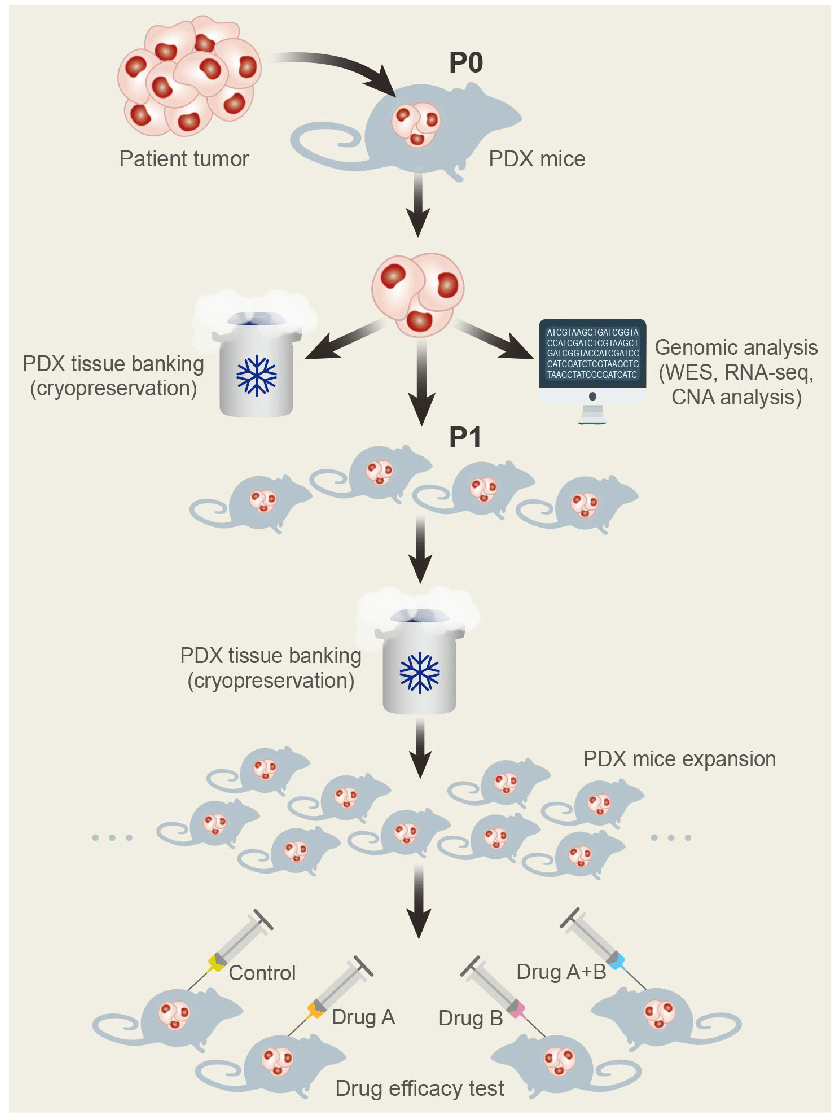 P0
Patient tumor
PDX mice
PDX tissue banking
(cryopreservation)
ATCGTAAGCTGATCGGTA
CCATCGATCTCGTAAGCT
GATCGGTACCATCGATCC
CATCGATCTCGTAACCTC
TAACCTATCCCCATCATC
Genomic analysis
(WES, RNA-seq,
CNA analysis)
P1
PDX tissue banking
(cryopreservation)
PDX mice expansion
Control
Drug A
Drug B
Drug A+B
Drug efficacy test